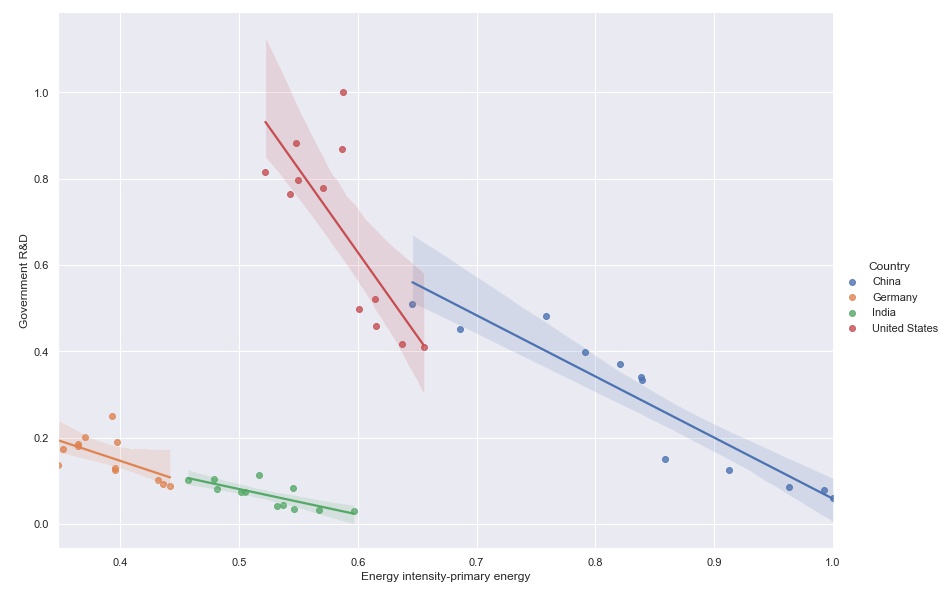 1.0
0.8
0.6
0.4
0.2
0.0
Government R&D
0.4 0.5 0.6 0.7 0.8 0.9 1.0
Energy intensity-primary energy
Country
China
Germany
India
United States